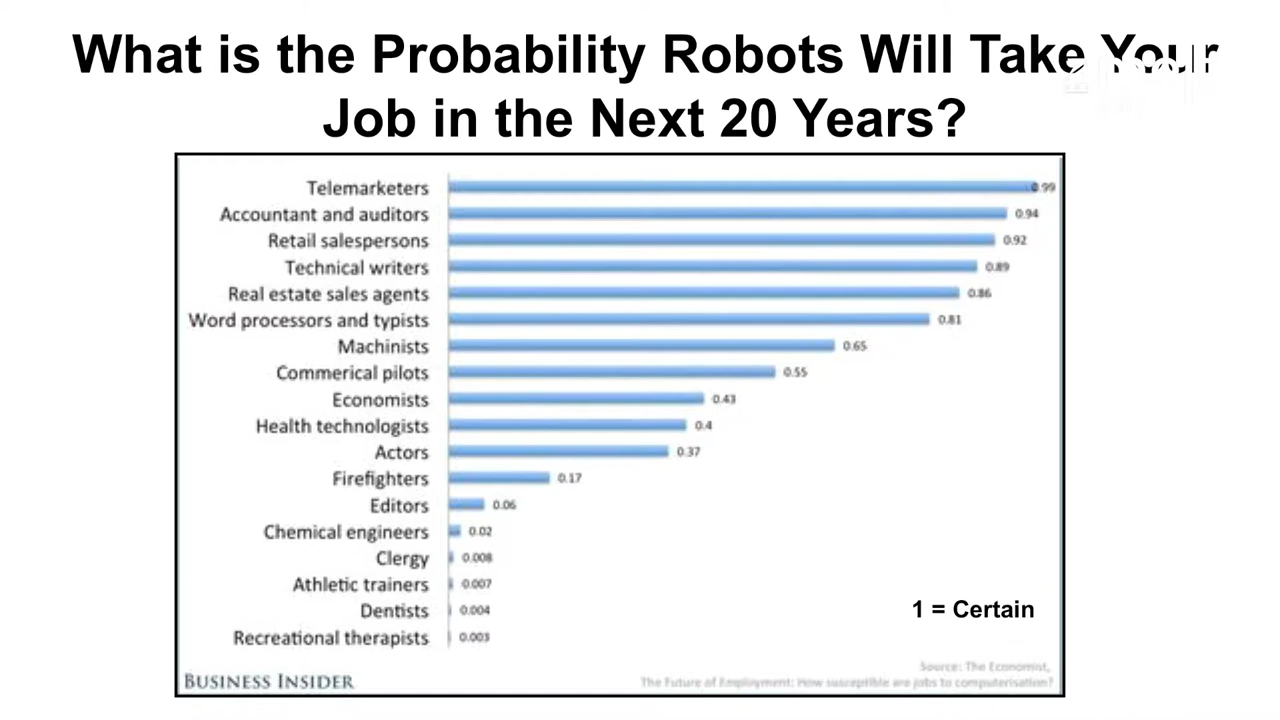 What is the Probability Robots Will Take Your
Job in the Next 20 Years?
Telemarketers 0.99
Accountant and auditors 0.94
Retail salespersons 0.92
Technical writers 0.89
Real estate sales agents 0.86
Word processors and typists 0.81
Machinists 0.65
Commerical pilots 0.55
Economists 0.43
Health technologists 0.4
Actors 0.37
Firefighters 0.17
Editors 0.06
Chemical engineers 0.02
Clergy 0.008
Athletic trainers 0.007
Dentists 0.004
Recreational therapists 0.003
1 = Certain
Source: The Economist,
BUSINESS INSIDER The Future of Employment: How susceptible are jobs to computerisation?